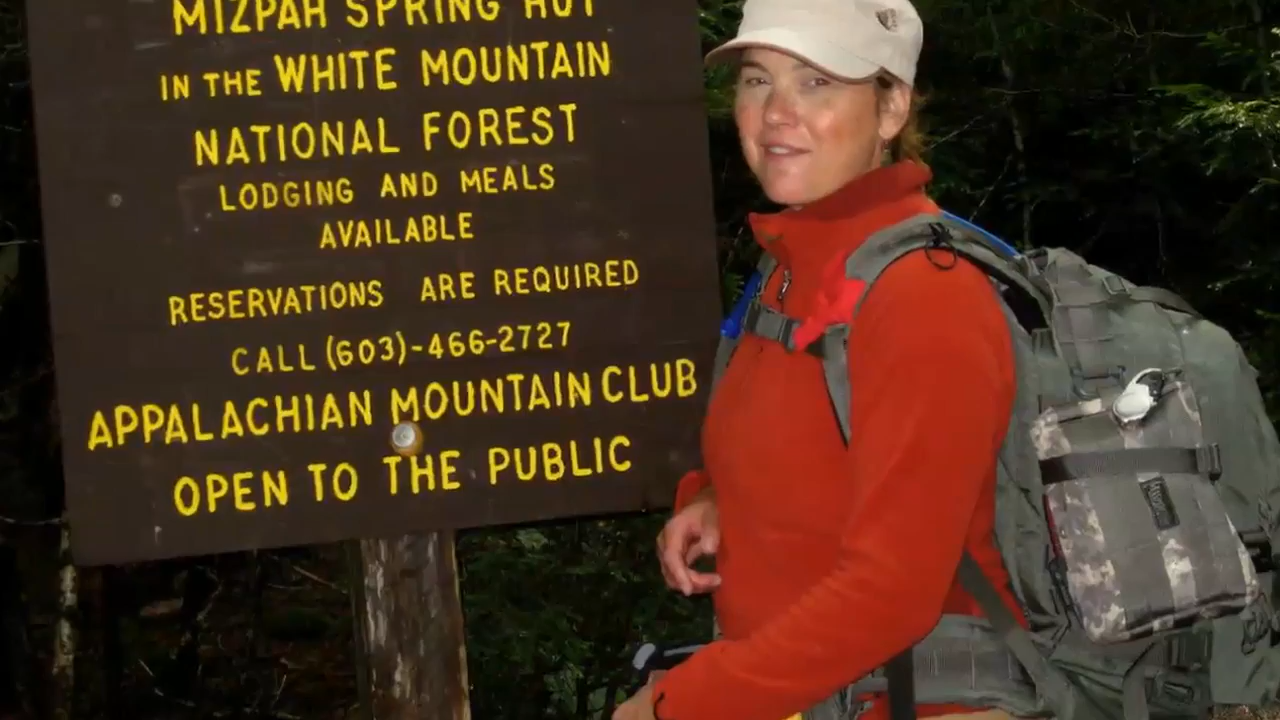 MIZPAH SPRING HUT
IN THE WHITE MOUNTAIN
NATIONAL FOREST
LODGING AND MEALS
AVAILABLE
RESERVATIONS ARE REQUIRED
CALL (603)-466-2727
APPALACHIAN MOUNTAIN CLUB
OPEN TO THE PUBLIC